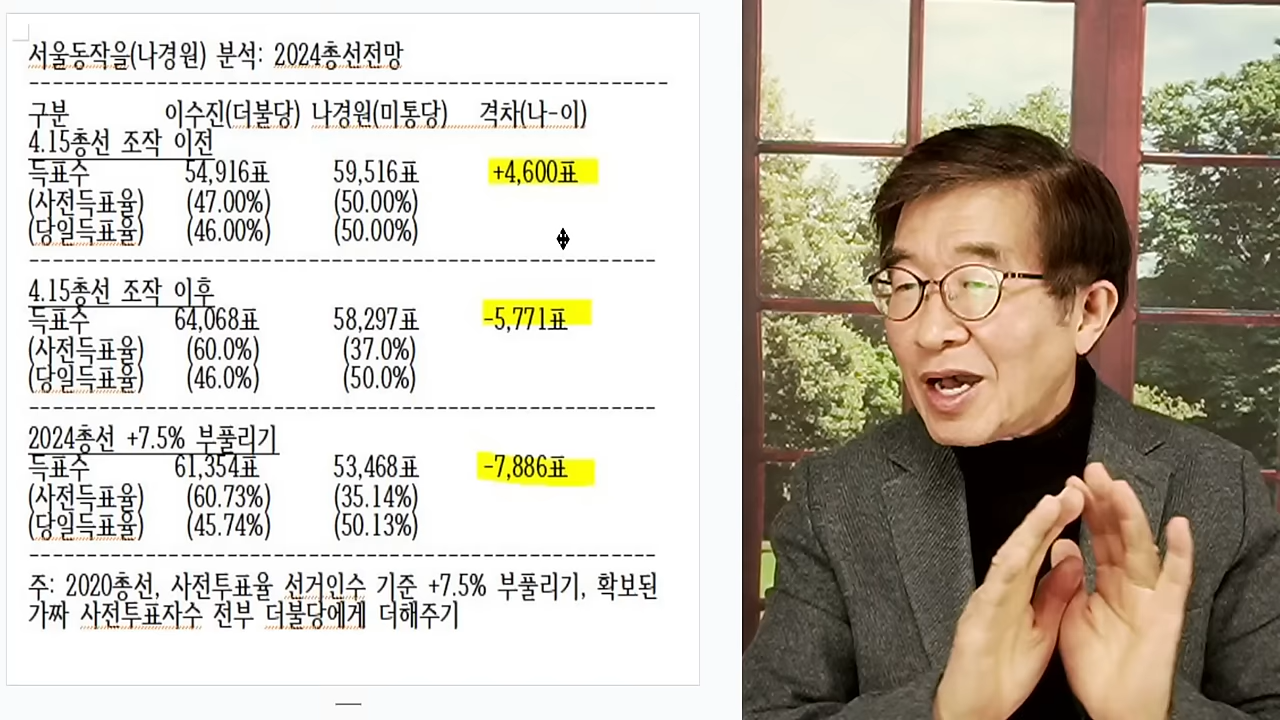 서울동작을(나경원) 분석: 2024총선전망
구분 이수진(더불당) 나경원(미통당) 격차(나-이)
4.15총선 조작 이전
득표수 54,916표 59,516표 +4,600표
(사전득표율) (47.00%) (50.00%)
(당일득표율) (46.00%) (50.00%)
4.15총선 조작 이후
득표수 64,068표 58,297표 -5,771표
(사전득표율) (60.0%) (37.0%)
(당일득표율) (46.0%) (50.0%)
2024총선 +7.5% 부풀리기
득표수 61,354표 53,468표 -7,886표
(사전득표율) (60.73%) (35.14%)
(당일득표율) (45.74%) (50.13%)
주: 2020총선, 사전투표율 선거인수 기준 +7.5% 부풀리기, 확보된
가짜 사전투표자수 전부 더불당에게 더해주기